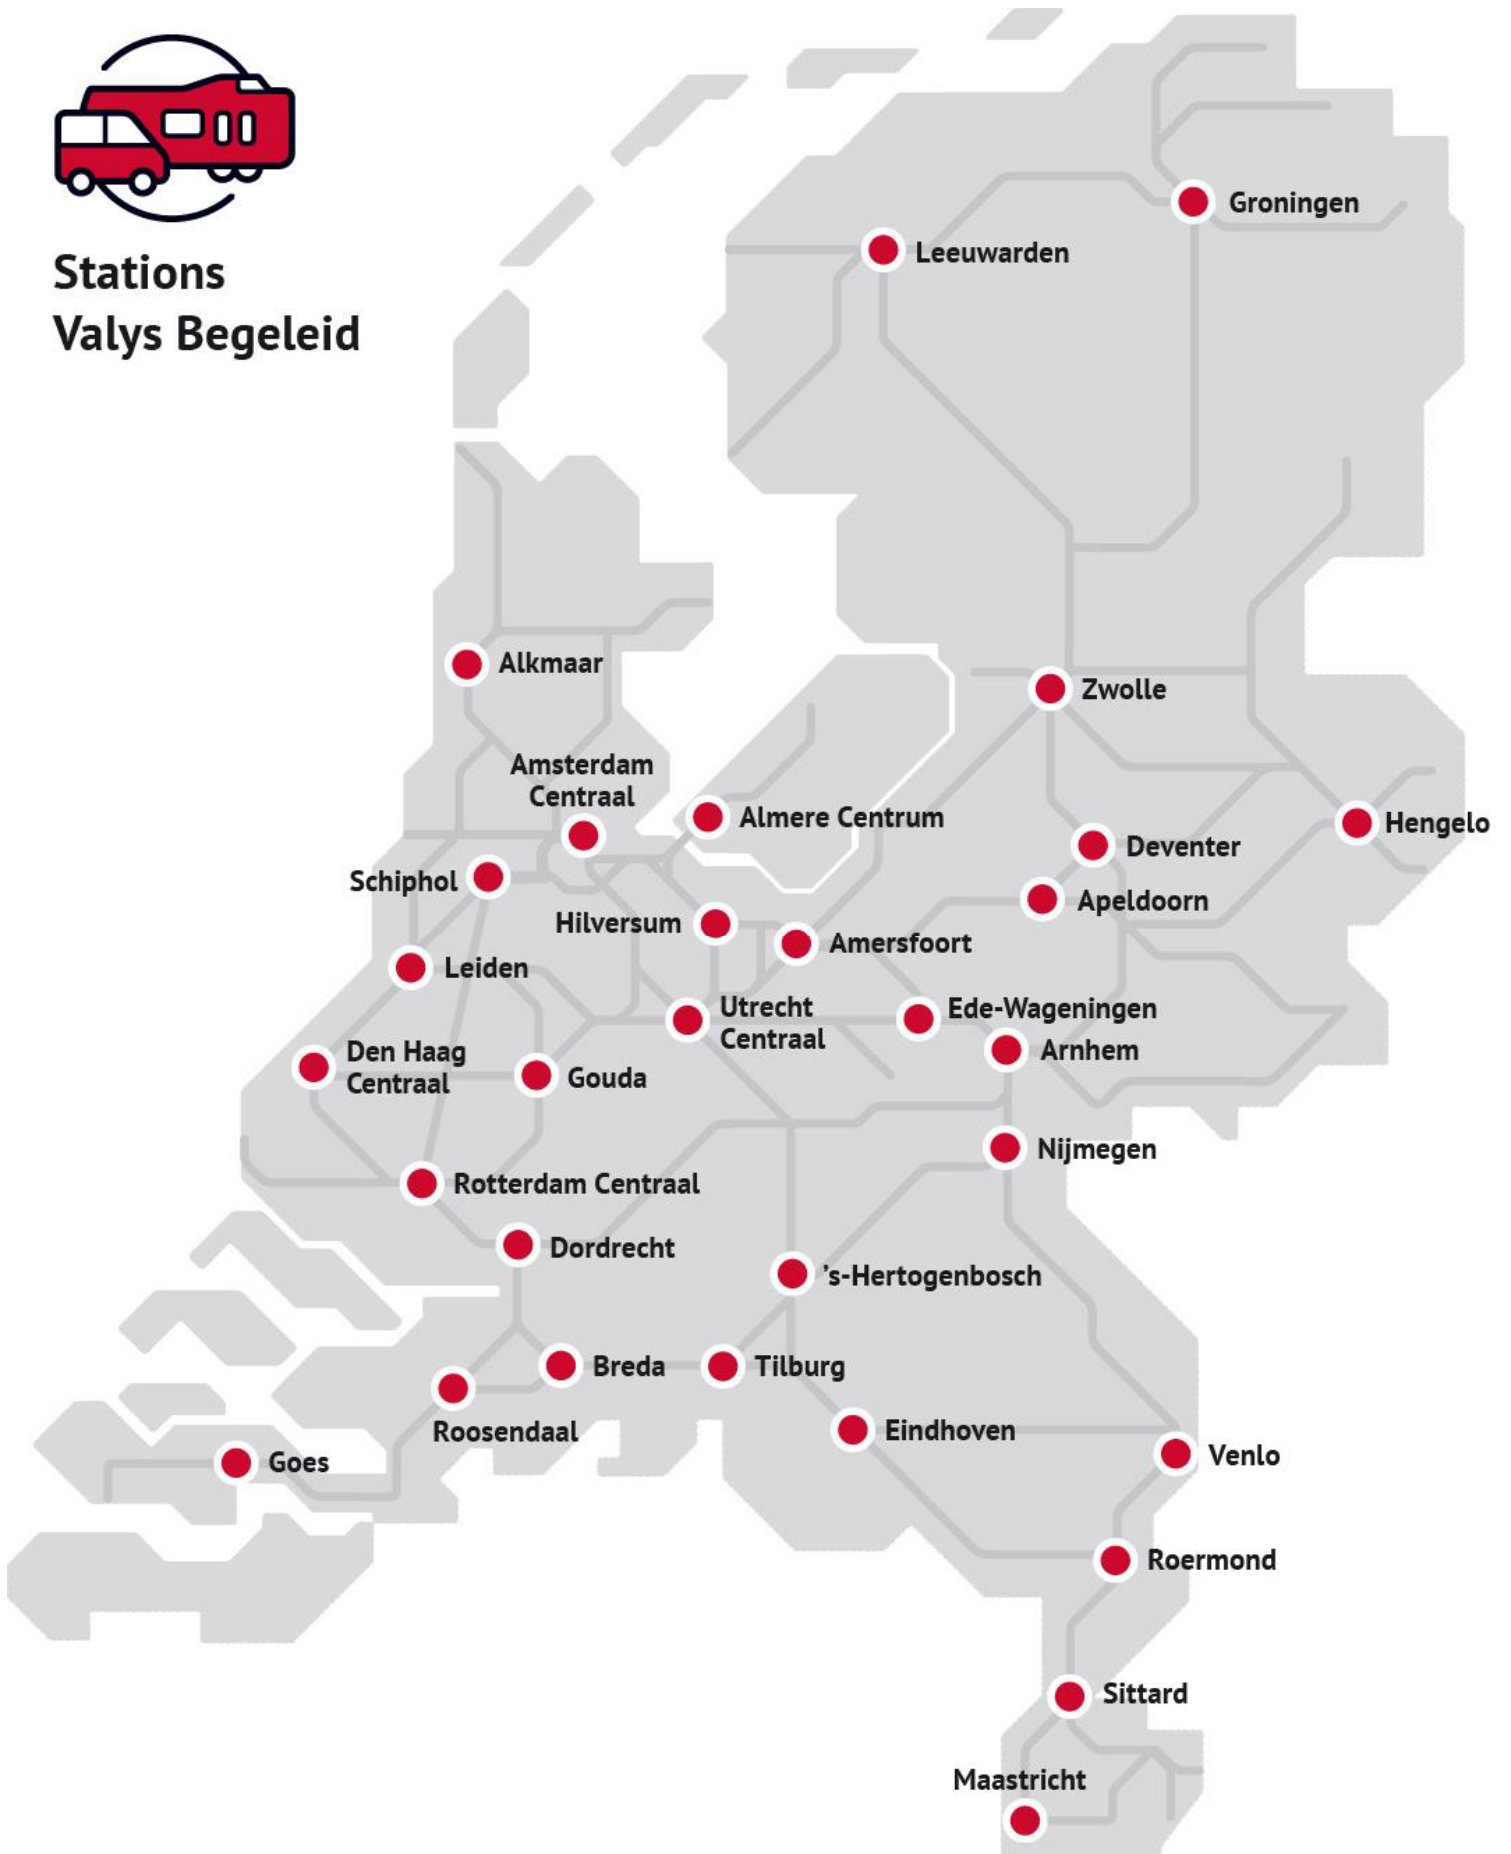 Stations
Valys Begeleid
Groningen
Leeuwarden
Alkmaar
Zwolle
Amsterdam
Centraal
Almere Centrum
Hengelo
Deventer
Schiphol
Apeldoorn
Hilversum
Amersfoort
Leiden
Utrecht
Centraal
Ede-Wageningen
Den Haag
Centraal
Arnhem
Gouda
Nijmegen
Rotterdam Centraal
Dordrecht
's-Hertogenbosch
Breda
Tilburg
Roosendaal
Eindhoven
Goes
Venlo
Roermond
Sittard
Maastricht